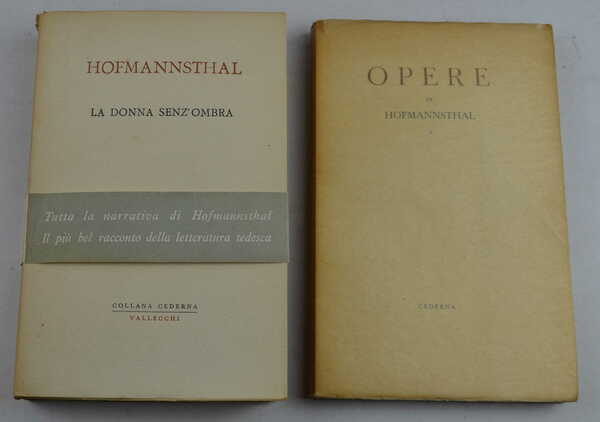 HOFMANNSTHAL
LA DONNA SENZ'OMBRA
Tutta la narrativa di Hofmannsthal
Il più bel racconto della letteratura tedesca
COLLANA CEDERNA
VALLECCHI
OPERE
DI
HOFMANNSTHAL
CEDERNA